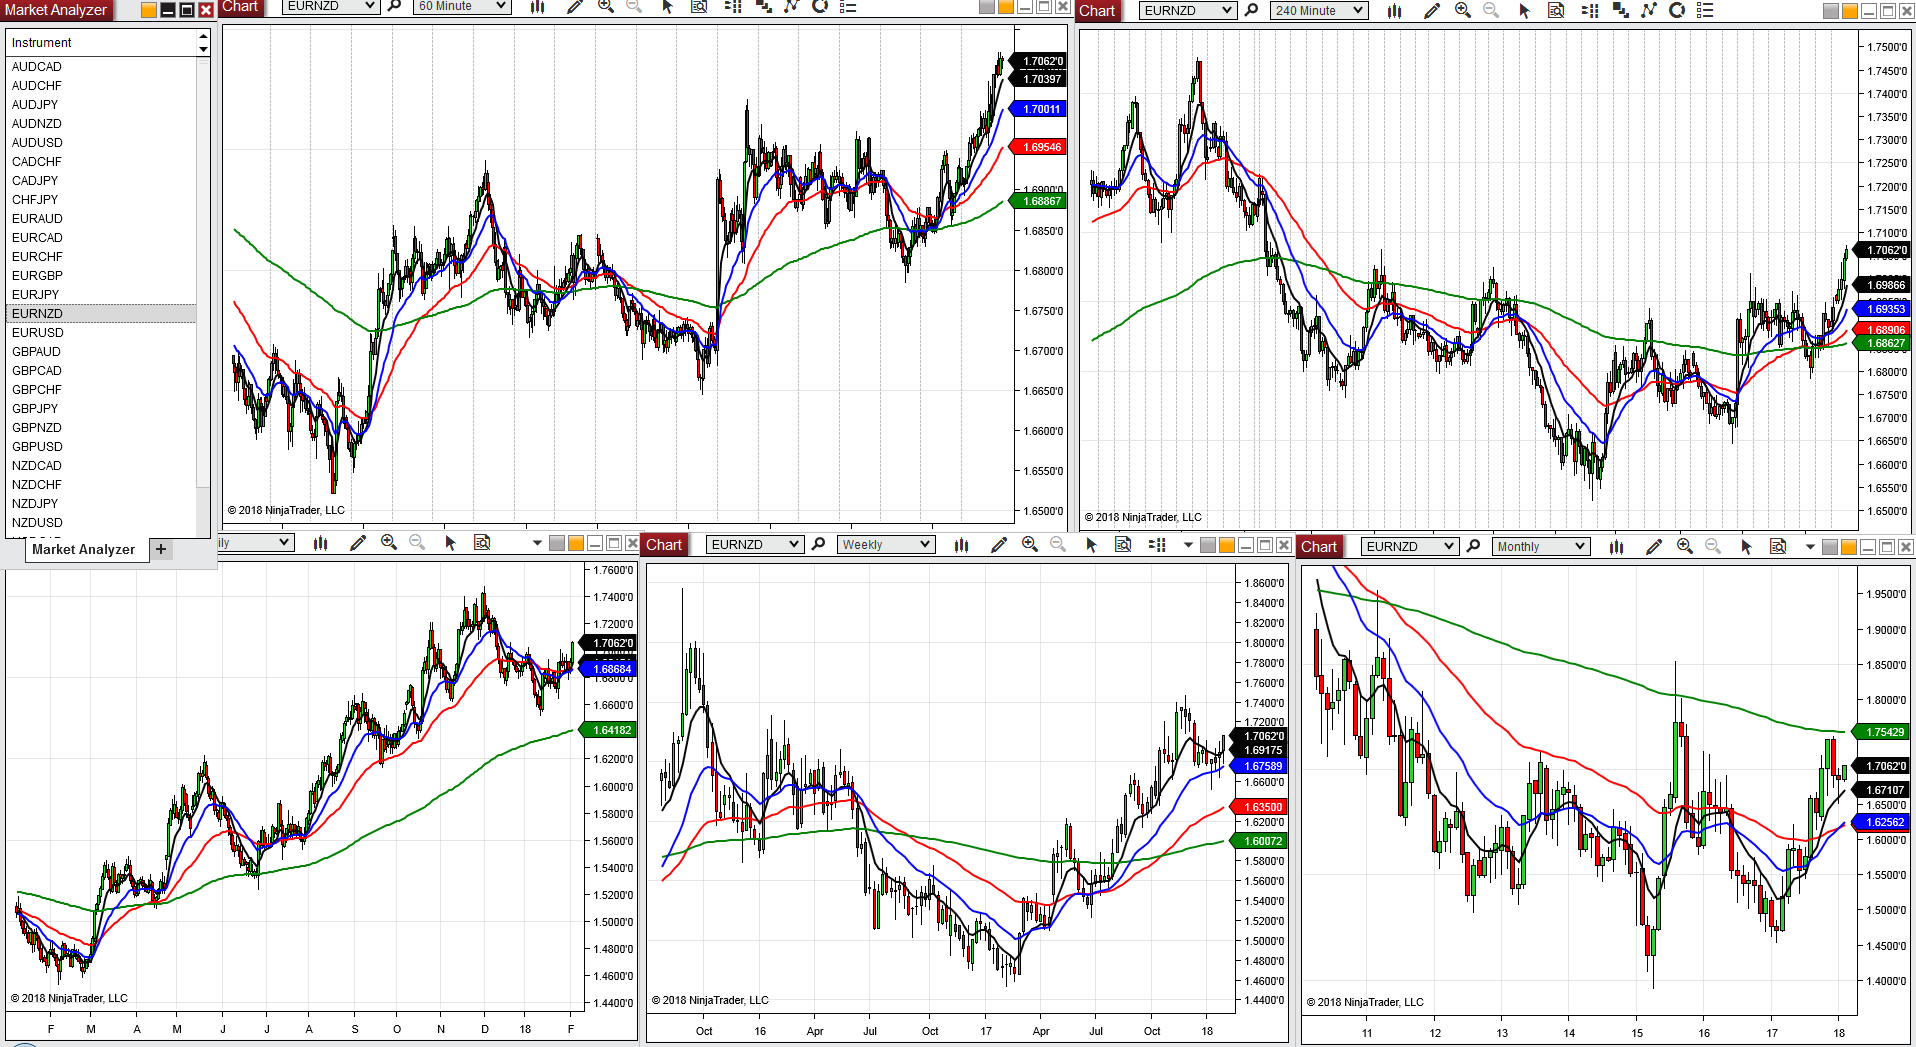 Market Analyzer
Instrument
AUDCAD
AUDCHF
AUDJPY
AUDNZD
AUDUSD
CADCHF
CADJPY
CHFJPY
EURAUD
EURCAD
EURCHF
EURGBP
EURJPY
EURNZD
EURUSD
GBPAUD
GBPCAD
GBPCHF
GBPJPY
GBPNZD
GBPUSD
NZDCAD
NZDCHF
NZDJPY
NZDUSD
Market Analyzer +
Chart EURNZD 60 Minute
1.7062'0
1.70397
1.70011
1.69546
1.6900'0
1.68867
1.6850'0
1.6800'0
1.6750'0
1.6700'0
1.6650'0
1.6600'0
1.6550'0
1.6500'0
© 2018 NinjaTrader, LLC
Chart EURNZD 240 Minute
1.7500'0
1.7450'0
1.7400'0
1.7350'0
1.7300'0
1.7250'0
1.7200'0
1.7150'0
1.7100'0
1.7062'0
1.69866
1.69353
1.68906
1.68627
1.6800'0
1.6750'0
1.6700'0
1.6650'0
1.6600'0
1.6550'0
1.6500'0
© 2018 NinjaTrader, LLC
ily
1.7600'0
1.7400'0
1.7200'0
1.7062'0
1.68684
1.6800'0
1.6600'0
1.64182
1.6200'0
1.6000'0
1.5800'0
1.5600'0
1.5400'0
1.5200'0
1.5000'0
1.4800'0
1.4600'0
1.4400'0
© 2018 NinjaTrader, LLC
F M A M J J A S O N D 18 F
Chart EURNZD Weekly
1.8600'0
1.8400'0
1.8200'0
1.8000'0
1.7800'0
1.7600'0
1.7400'0
1.7200'0
1.7062'0
1.69175
1.67589
1.6600'0
1.63500
1.6200'0
1.60072
1.5800'0
1.5600'0
1.5400'0
1.5200'0
1.5000'0
1.4800'0
1.4600'0
1.4400'0
© 2018 NinjaTrader, LLC
Oct 16 Apr Jul Oct 17 Apr Jul Oct 18
Chart EURNZD Monthly
1.9500'0
1.9000'0
1.8500'0
1.8000'0
1.75429
1.7062'0
1.67107
1.6500'0
1.62562
1.6000'0
1.5500'0
1.5000'0
1.4500'0
1.4000'0
© 2018 NinjaTrader, LLC
11 12 13 14 15 16 17 18